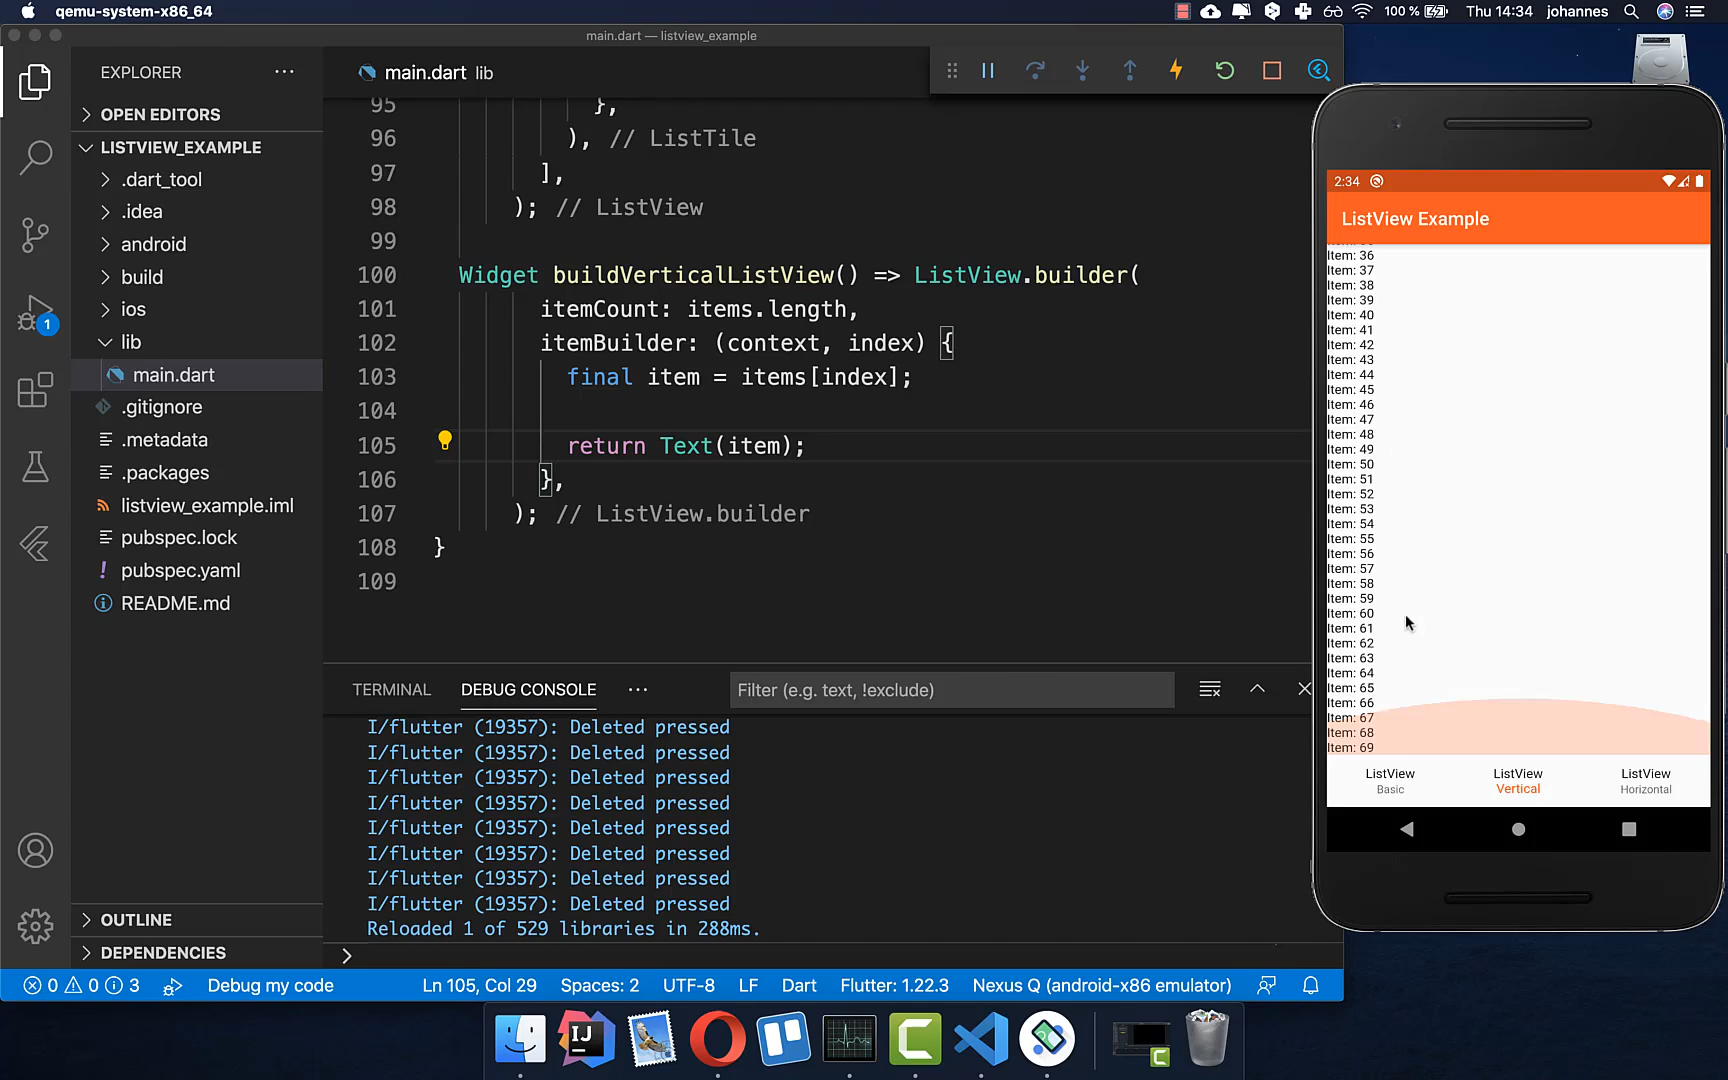 qemu-system-x86_64
100 %
Thu 14:34
johannes
main.dart — listview_example
EXPLORER
OPEN EDITORS
LISTVIEW_EXAMPLE
.dart_tool
.idea
android
build
ios
lib
main.dart
.gitignore
.metadata
.packages
listview_example.iml
pubspec.lock
pubspec.yaml
README.md
OUTLINE
DEPENDENCIES
1
main.dart lib
95 },
96 ), // ListTile
97 ],
98 ); // ListView
99
100 Widget buildVerticalListView() => ListView.builder(
101 itemCount: items.length,
102 itemBuilder: (context, index) {
103 final item = items[index];
104
105 return Text(item);
106 },
107 ); // ListView.builder
108 }
109
TERMINAL DEBUG CONSOLE
Filter (e.g. text, !exclude)
I/flutter (19357): Deleted pressed
I/flutter (19357): Deleted pressed
I/flutter (19357): Deleted pressed
I/flutter (19357): Deleted pressed
I/flutter (19357): Deleted pressed
I/flutter (19357): Deleted pressed
I/flutter (19357): Deleted pressed
I/flutter (19357): Deleted pressed
Reloaded 1 of 529 libraries in 288ms.
0 0 3 Debug my code Ln 105, Col 29 Spaces: 2 UTF-8 LF Dart Flutter: 1.22.3 Nexus Q (android-x86 emulator)
2:34
ListView Example
Item: 36
Item: 37
Item: 38
Item: 39
Item: 40
Item: 41
Item: 42
Item: 43
Item: 44
Item: 45
Item: 46
Item: 47
Item: 48
Item: 49
Item: 50
Item: 51
Item: 52
Item: 53
Item: 54
Item: 55
Item: 56
Item: 57
Item: 58
Item: 59
Item: 60
Item: 61
Item: 62
Item: 63
Item: 64
Item: 65
Item: 66
Item: 67
Item: 68
Item: 69
ListView
Basic
ListView
Vertical
ListView
Horizontal
IJ